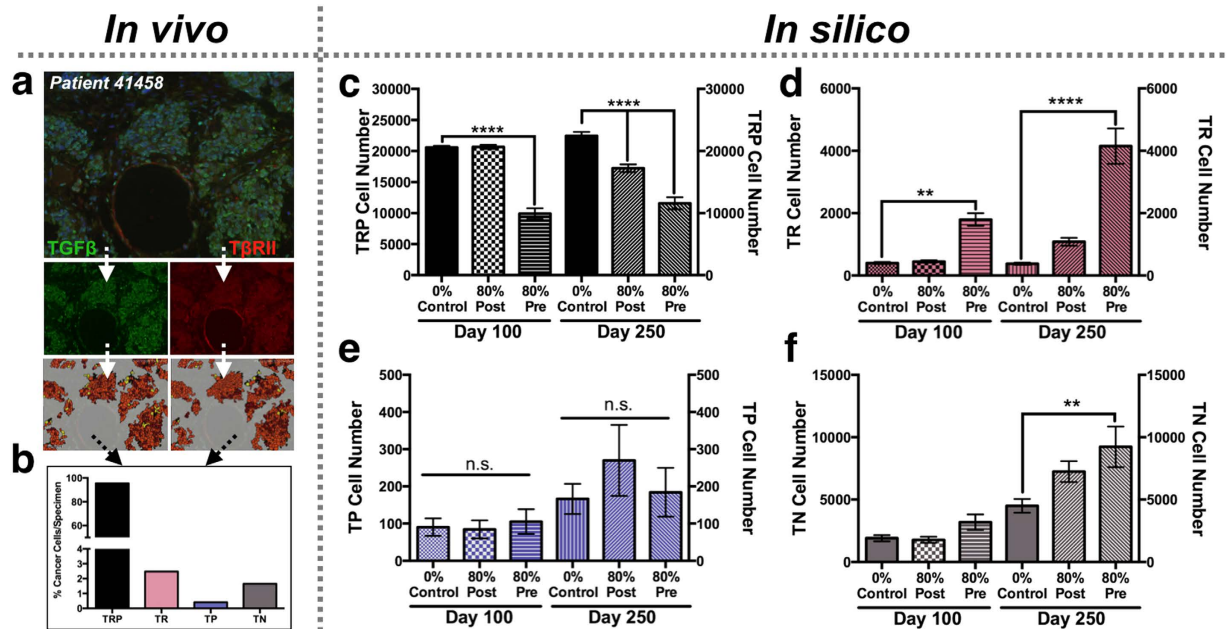 In vivo
In silico
a
Patient 41458
TGFβ
TβRII
b
% Cancer Cells/Specimen
100
80
60
4
3
2
1
0
TRP TR TP TN
c
TRP Cell Number
30000
25000
20000
15000
10000
5000
0
****
****
30000
20000
10000
0
TRP Cell Number
0% 80% 80% 0% 80% 80%
Control Post Pre Control Post Pre
Day 100 Day 250
d
TR Cell Number
6000
4000
2000
0
**
****
6000
4000
2000
0
TR Cell Number
0% 80% 80% 0% 80% 80%
Control Post Pre Control Post Pre
Day 100 Day 250
e
TP Cell Number
500
400
300
200
100
0
n.s.
n.s.
500
400
300
200
100
0
TP Cell Number
0% 80% 80% 0% 80% 80%
Control Post Pre Control Post Pre
Day 100 Day 250
f
TN Cell Number
15000
10000
5000
0
**
15000
10000
5000
0
TN Cell Number
0% 80% 80% 0% 80% 80%
Control Post Pre Control Post Pre
Day 100 Day 250